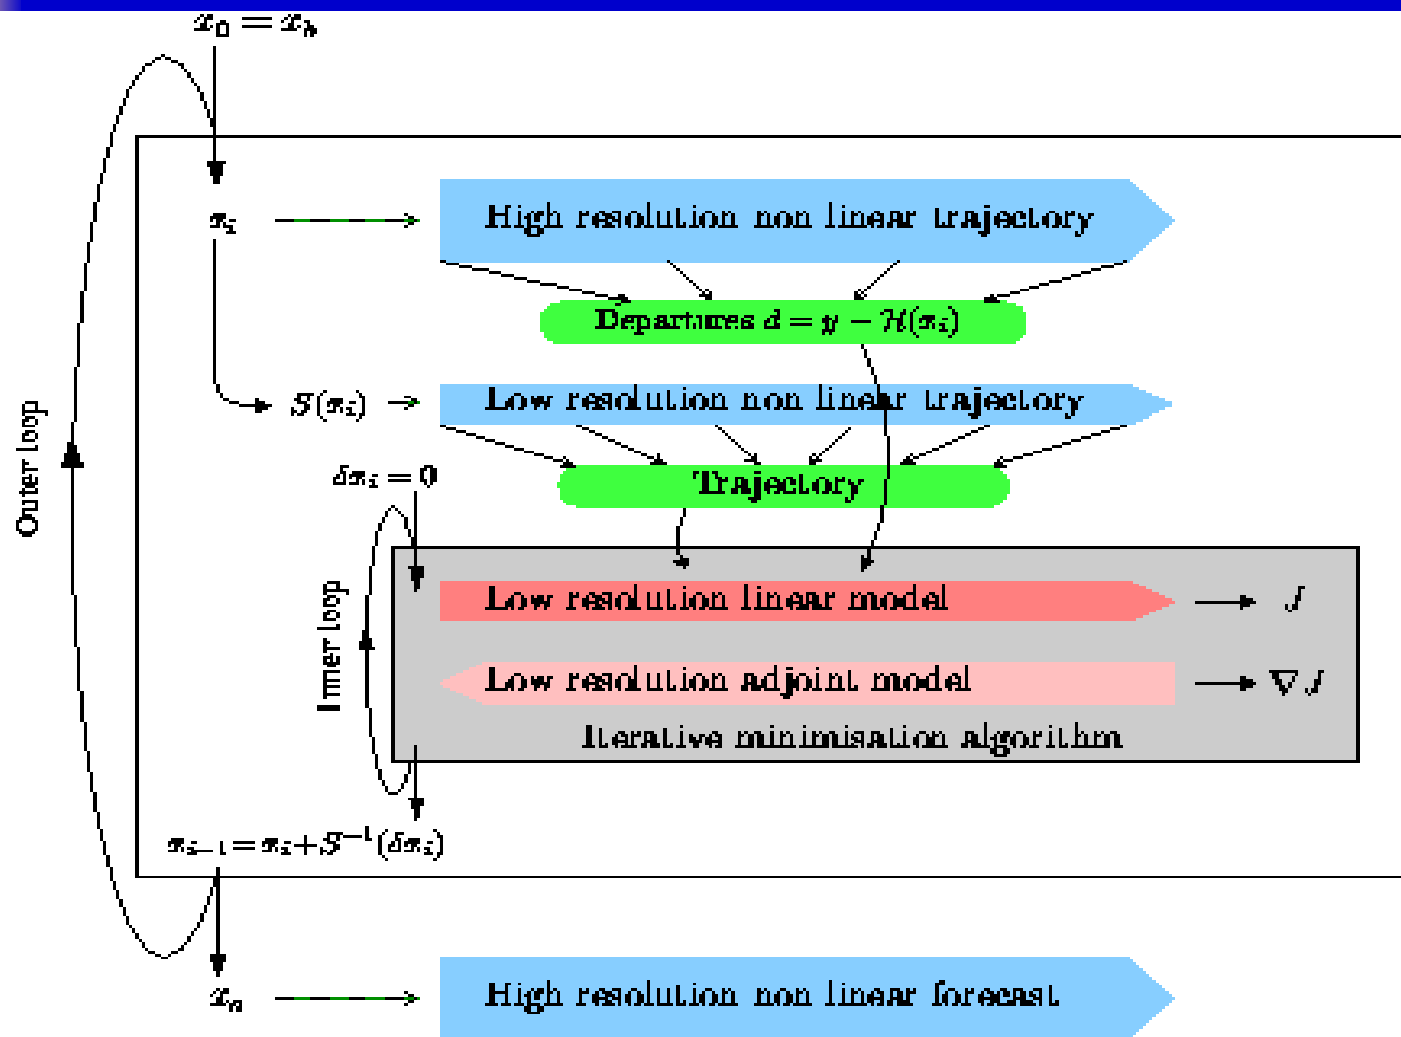 x₀ = x_b
x_i
High resolution non linear trajectory
Departures d = y − ℋ(x_i)
S(x_i)
Low resolution non linear trajectory
δx_i = 0
Trajectory
Outer loop
Inner loop
Low resolution linear model
J
Low resolution adjoint model
∇J
Iterative minimisation algorithm
x_{i+1} = x_i + S⁻¹(δx_i)
x_a
High resolution non linear forecast